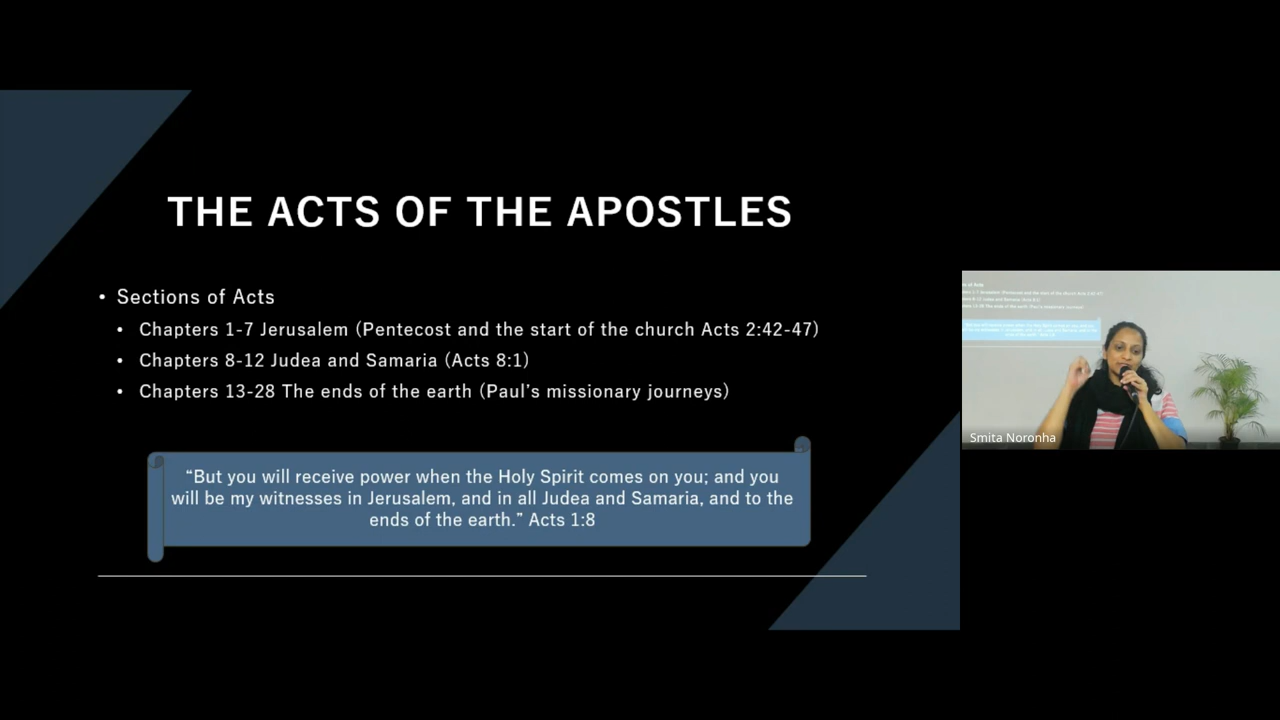 THE ACTS OF THE APOSTLES
• Sections of Acts
• Chapters 1-7 Jerusalem (Pentecost and the start of the church Acts 2:42-47)
• Chapters 8-12 Judea and Samaria (Acts 8:1)
• Chapters 13-28 The ends of the earth (Paul’s missionary journeys)
“But you will receive power when the Holy Spirit comes on you; and you
will be my witnesses in Jerusalem, and in all Judea and Samaria, and to the
ends of the earth.” Acts 1:8
Smita Noronha